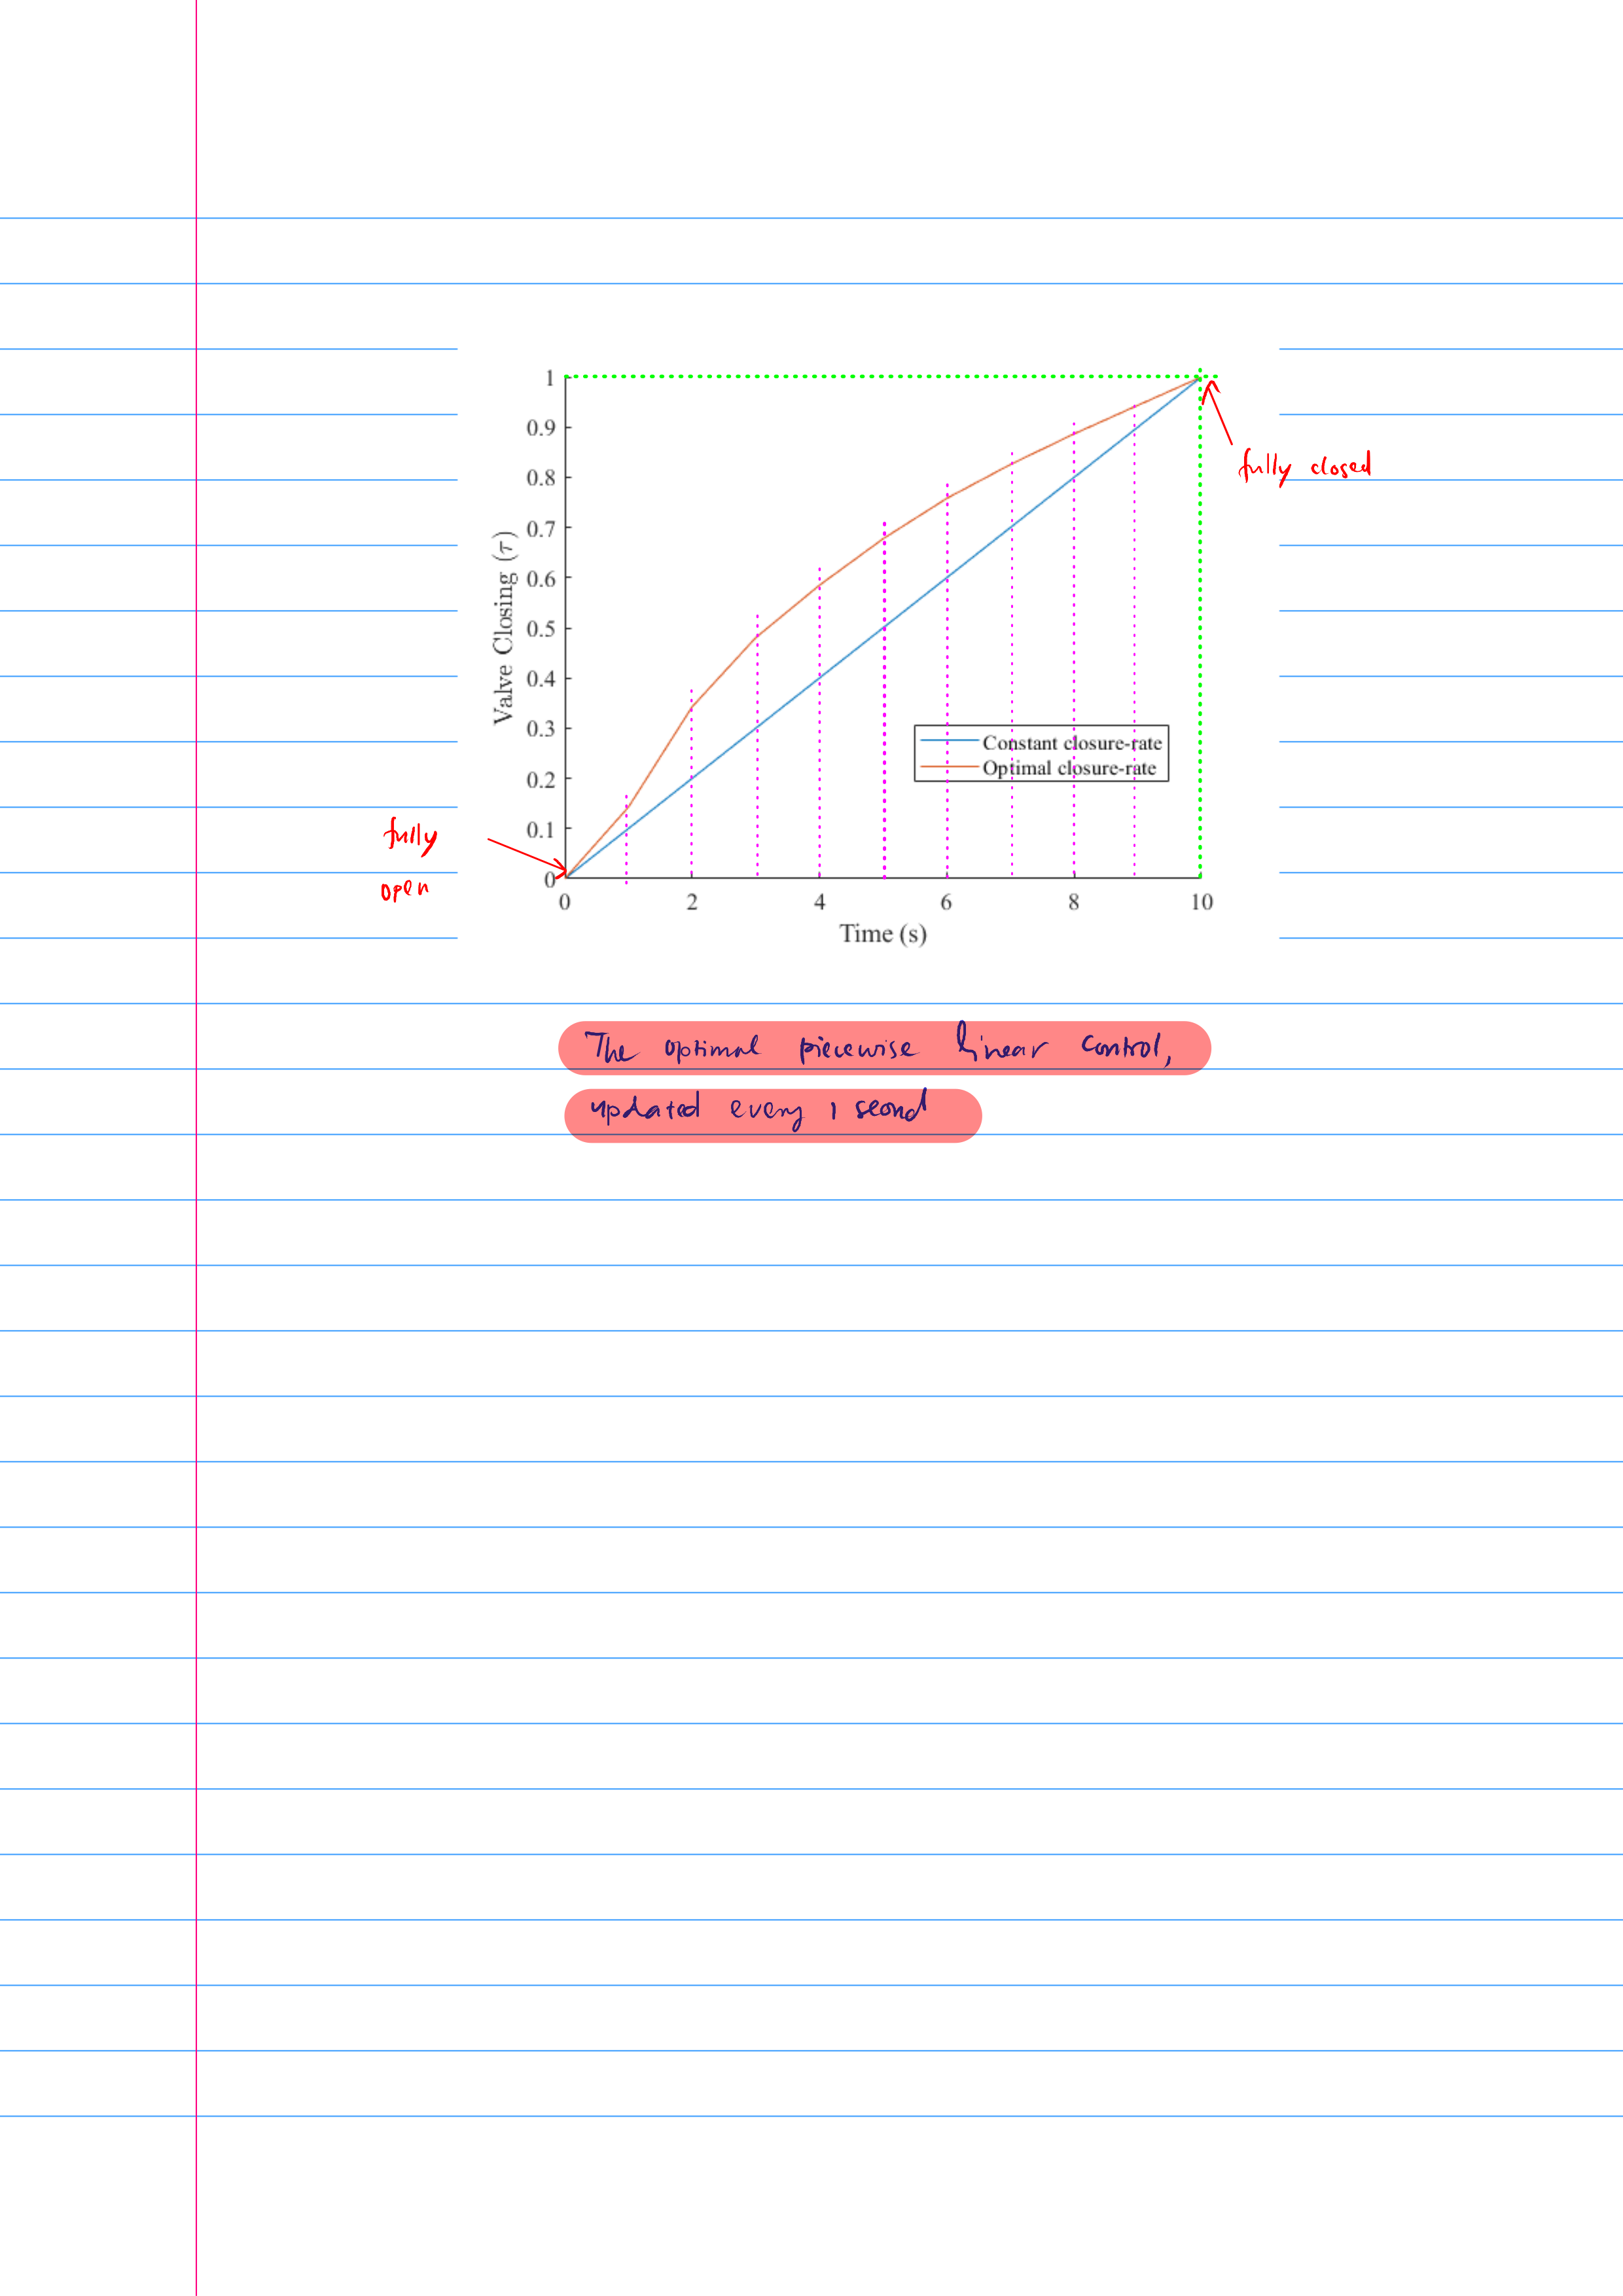 1
0.9
0.8
0.7
0.6
0.5
0.4
0.3
0.2
0.1
0
Valve Closing (τ)
0 2 4 6 8 10
Time (s)
Constant closure-rate
Optimal closure-rate
fully closed
fully
open
The optimal piecewise linear control,
updated every 1 seond